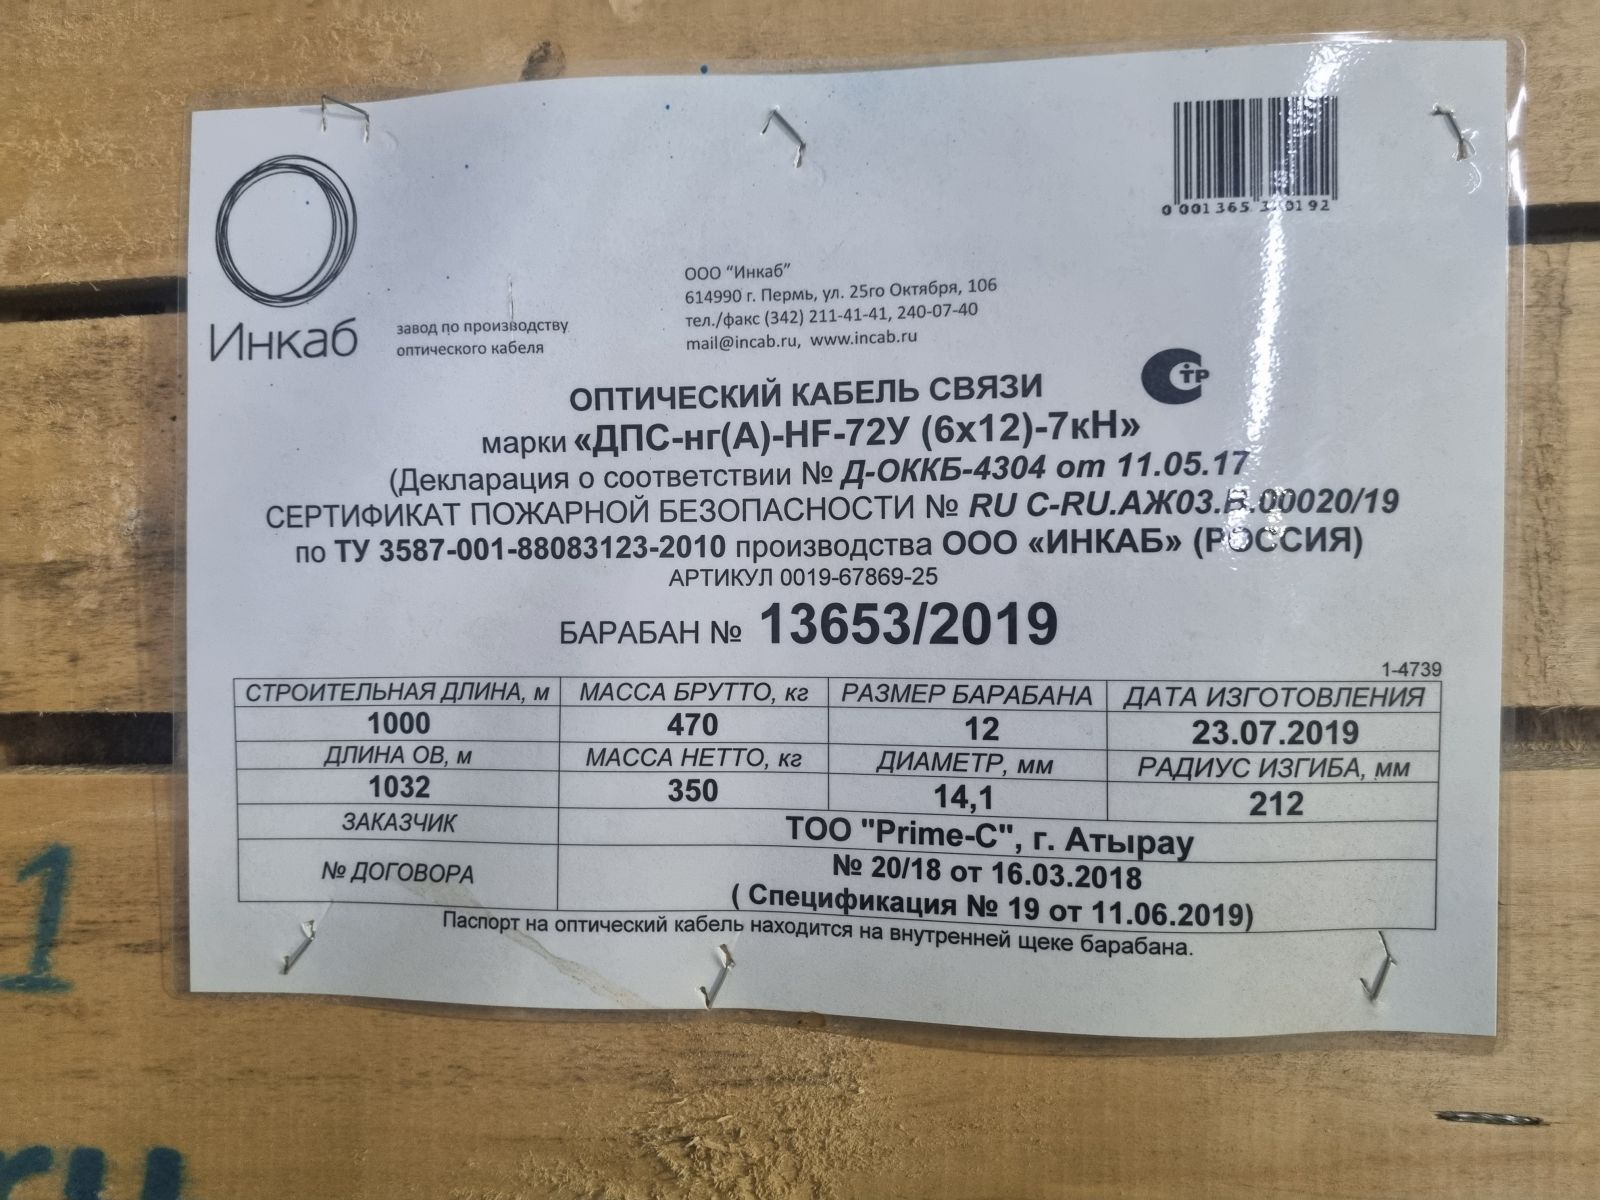 0 001365 3 0192
Инкаб
завод по производству
оптического кабеля
ООО "Инкаб"
614990 г. Пермь, ул. 25го Октября, 106
тел./факс (342) 211-41-41, 240-07-40
mail@incab.ru, www.incab.ru
СТР
ОПТИЧЕСКИЙ КАБЕЛЬ СВЯЗИ
марки «ДПС-нг(А)-HF-72У (6х12)-7кН»
(Декларация о соответствии № Д-ОККБ-4304 от 11.05.17
СЕРТИФИКАТ ПОЖАРНОЙ БЕЗОПАСНОСТИ № RU C-RU.АЖ03.В.00020/19
по ТУ 3587-001-88083123-2010 производства ООО «ИНКАБ» (РОССИЯ)
АРТИКУЛ 0019-67869-25
БАРАБАН № 13653/2019
1-4739
СТРОИТЕЛЬНАЯ ДЛИНА, м МАССА БРУТТО, кг РАЗМЕР БАРАБАНА ДАТА ИЗГОТОВЛЕНИЯ
1000 470 12 23.07.2019
ДЛИНА ОВ, м МАССА НЕТТО, кг ДИАМЕТР, мм РАДИУС ИЗГИБА, мм
1032 350 14,1 212
ЗАКАЗЧИК ТОО "Prime-C", г. Атырау
№ ДОГОВОРА № 20/18 от 16.03.2018
( Спецификация № 19 от 11.06.2019)
Паспорт на оптический кабель находится на внутренней щеке барабана.
1
ru